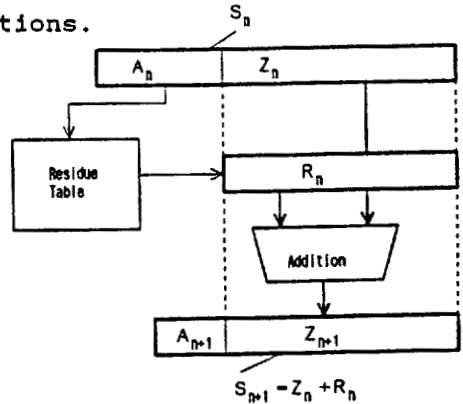 tions.
Sₙ
Aₙ Zₙ
Residue
Table
Rₙ
Addition
Aₙ₊₁ Zₙ₊₁
Sₙ₊₁ = Zₙ + Rₙ